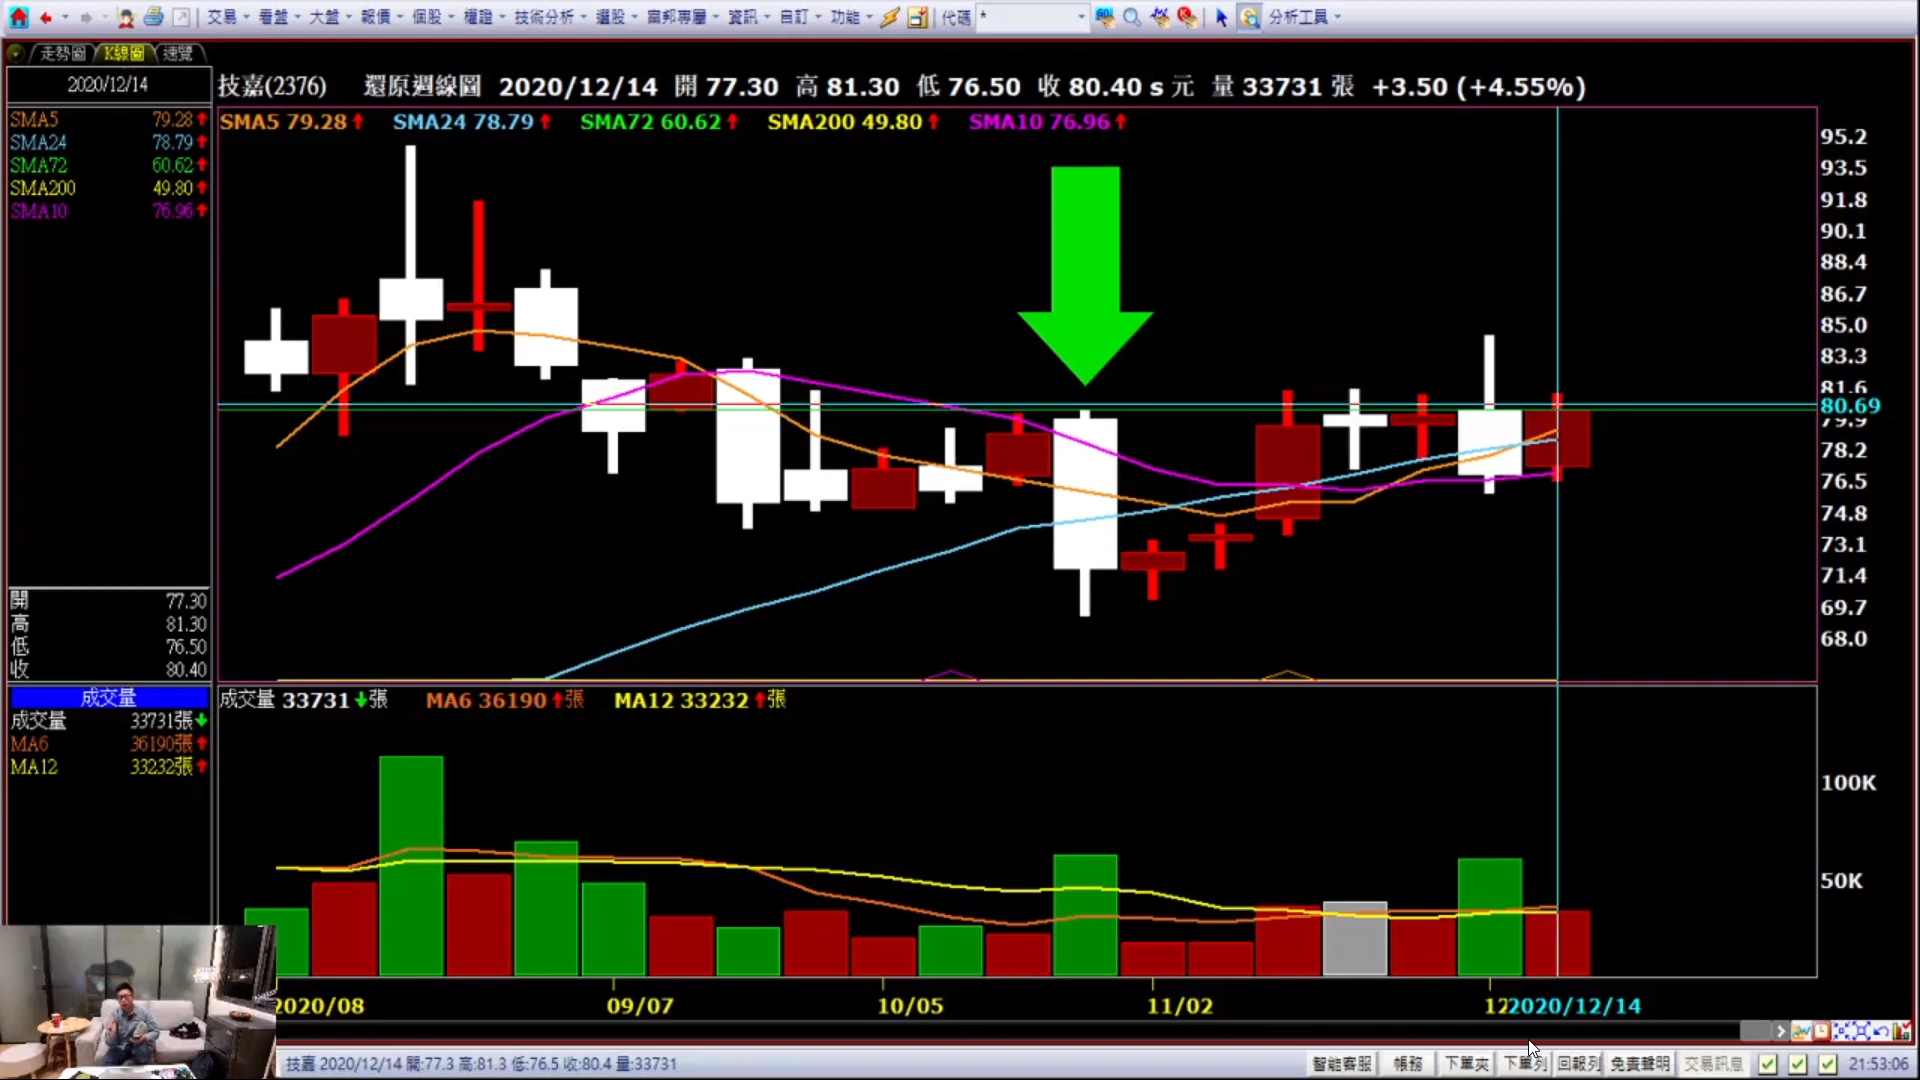 交易 看盤 大盤 報價 個股 權證 技術分析 選股 資訊 自訂 功能 代碼 * 分析工具
走勢圖 K線圖 速覽
2020/12/14
技嘉(2376) 還原週線圖 2020/12/14 開 77.30 高 81.30 低 76.50 收 80.40 s 元 量 33731 張 +3.50 (+4.55%)
SMA5 79.28
SMA24 78.79
SMA72 60.62
SMA200 49.80
SMA10 76.96
SMA5 79.28 SMA24 78.79 SMA72 60.62 SMA200 49.80 SMA10 76.96
95.2
93.5
91.8
90.1
88.4
86.7
85.0
83.3
81.6
80.69
79.9
78.2
76.5
74.8
73.1
71.4
69.7
68.0
開 77.30
高 81.30
低 76.50
收 80.40
成交量
成交量 33731張
MA6 36190張
MA12 33232張
成交量 33731 張 MA6 36190 張 MA12 33232 張
100K
50K
2020/08 09/07 10/05 11/02 12 2020/12/14
技嘉 2020/12/14 開:77.3 高:81.3 低:76.5 收:80.4 量:33731
智能客服 帳務 下單夾 下單列 回報列 免責聲明 交易訊息 21:53:06